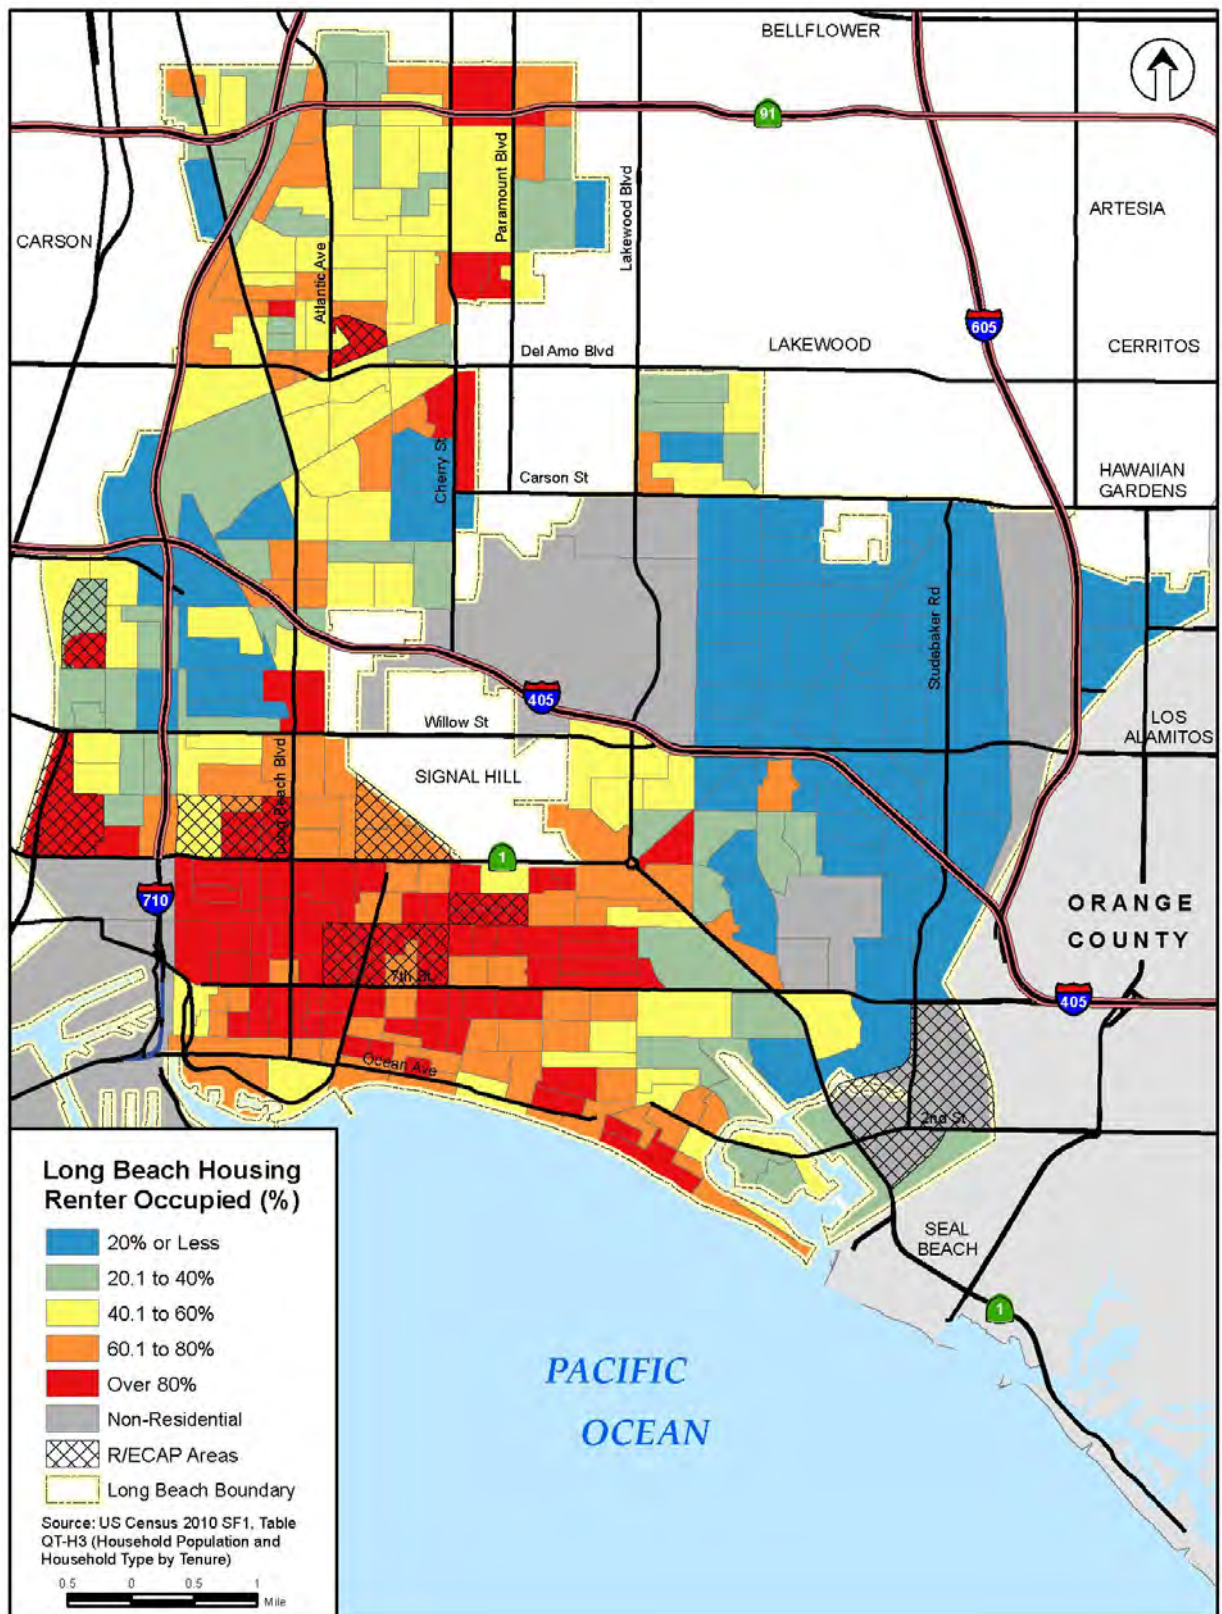 BELLFLOWER
91
Paramount Blvd
Lakewood Blvd
ARTESIA
CARSON
Atlantic Ave
605
Del Amo Blvd
LAKEWOOD
CERRITOS
Cherry St
Carson St
HAWAIIAN
GARDENS
Studebaker Rd
405
Willow St
LOS
ALAMITOS
Long Beach Blvd
SIGNAL HILL
1
710
ORANGE
COUNTY
7th St
405
Ocean Ave
2nd St
SEAL
BEACH
1
PACIFIC
OCEAN
Long Beach Housing
Renter Occupied (%)
20% or Less
20.1 to 40%
40.1 to 60%
60.1 to 80%
Over 80%
Non-Residential
R/ECAP Areas
Long Beach Boundary
Source: US Census 2010 SF1, Table
QT-H3 (Household Population and
Household Type by Tenure)
0.5 0 0.5 1
Mile